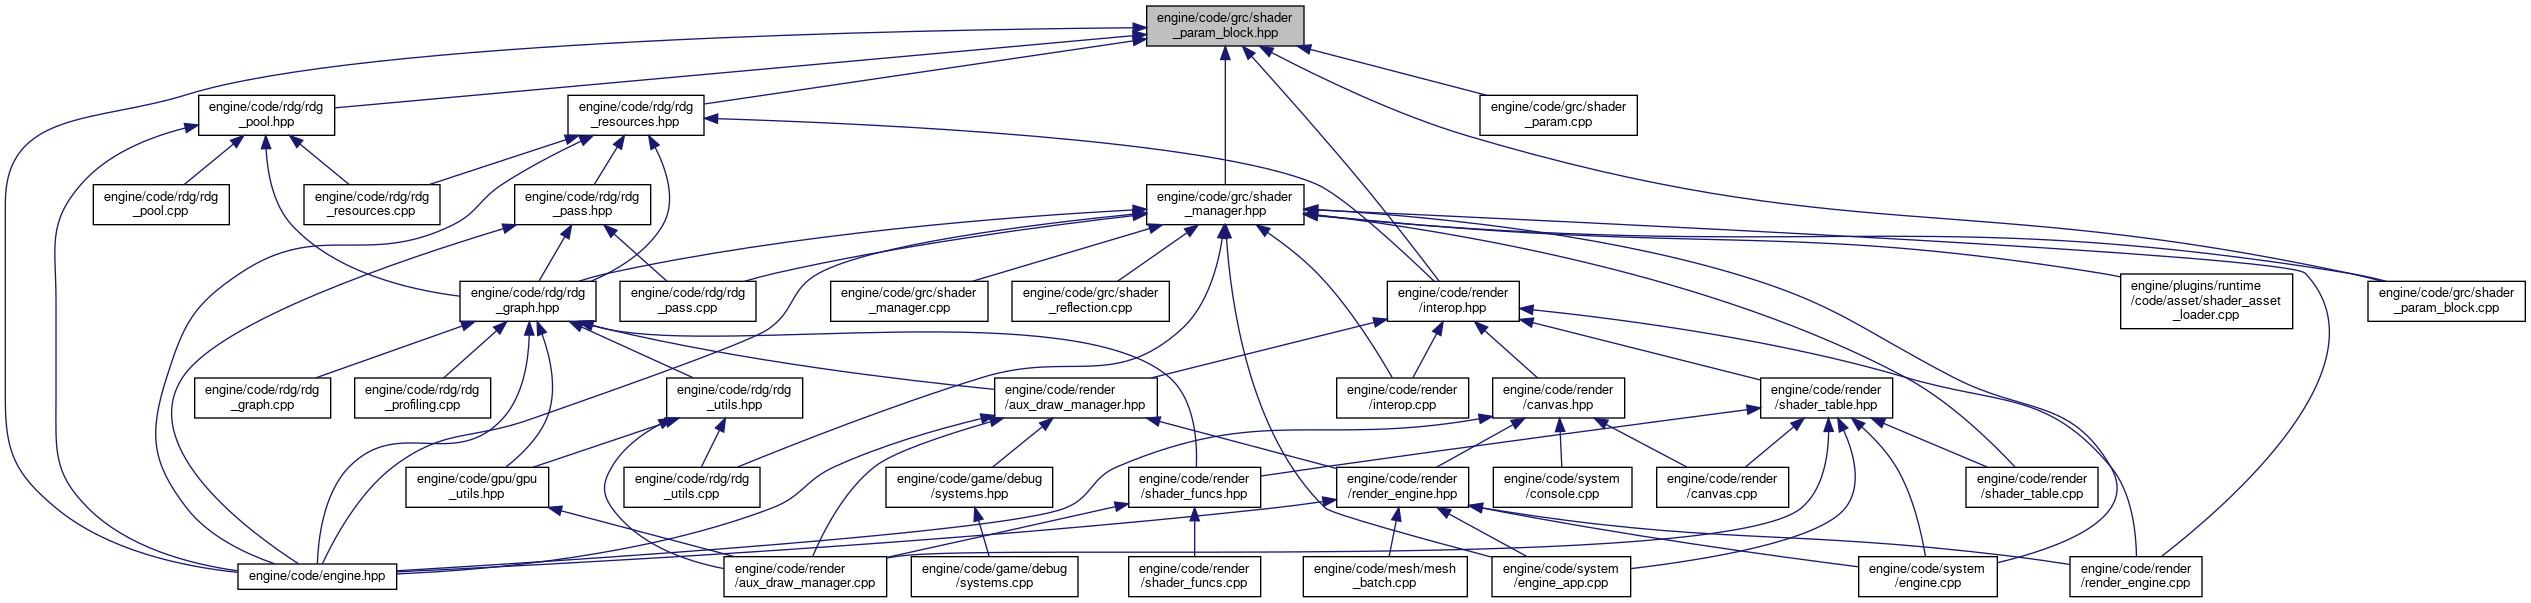 engine/code/grc/shader
_param_block.hpp
engine/code/rdg/rdg
_pool.hpp
engine/code/rdg/rdg
_resources.hpp
engine/code/grc/shader
_param.cpp
engine/code/rdg/rdg
_pool.cpp
engine/code/rdg/rdg
_resources.cpp
engine/code/rdg/rdg
_pass.hpp
engine/code/grc/shader
_manager.hpp
engine/code/rdg/rdg
_graph.hpp
engine/code/rdg/rdg
_pass.cpp
engine/code/grc/shader
_manager.cpp
engine/code/grc/shader
_reflection.cpp
engine/code/render
/interop.hpp
engine/plugins/runtime
/code/asset/shader_asset
_loader.cpp
engine/code/grc/shader
_param_block.cpp
engine/code/rdg/rdg
_graph.cpp
engine/code/rdg/rdg
_profiling.cpp
engine/code/rdg/rdg
_utils.hpp
engine/code/render
/aux_draw_manager.hpp
engine/code/render
/interop.cpp
engine/code/render
/canvas.hpp
engine/code/render
/shader_table.hpp
engine/code/gpu/gpu
_utils.hpp
engine/code/rdg/rdg
_utils.cpp
engine/code/game/debug
/systems.hpp
engine/code/render
/shader_funcs.hpp
engine/code/render
/render_engine.hpp
engine/code/system
/console.cpp
engine/code/render
/canvas.cpp
engine/code/render
/shader_table.cpp
engine/code/engine.hpp
engine/code/render
/aux_draw_manager.cpp
engine/code/game/debug
/systems.cpp
engine/code/render
/shader_funcs.cpp
engine/code/mesh/mesh
_batch.cpp
engine/code/system
/engine_app.cpp
engine/code/system
/engine.cpp
engine/code/render
/render_engine.cpp